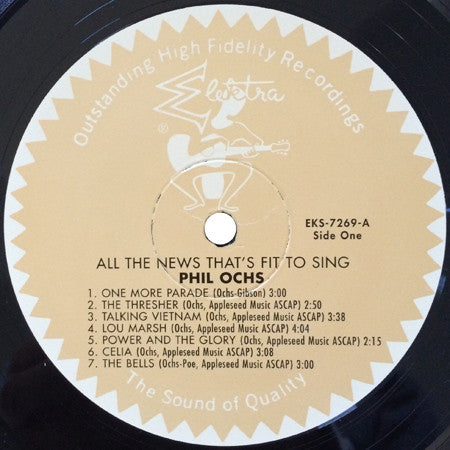 Outstanding High Fidelity Recordings
Elektra
®
EKS-7269-A
Side One
ALL THE NEWS THAT'S FIT TO SING
PHIL OCHS
1. ONE MORE PARADE (Ochs-Gibson) 3:00
2. THE THRESHER (Ochs, Appleseed Music ASCAP) 2:50
3. TALKING VIETNAM (Ochs, Appleseed Music ASCAP) 3:38
4. LOU MARSH (Ochs, Appleseed Music ASCAP) 4:04
5. POWER AND THE GLORY (Ochs, Appleseed Music ASCAP) 2:15
6. CELIA (Ochs, Appleseed Music ASCAP) 3:08
7. THE BELLS (Ochs-Poe, Appleseed Music ASCAP) 3:00
The Sound of Quality